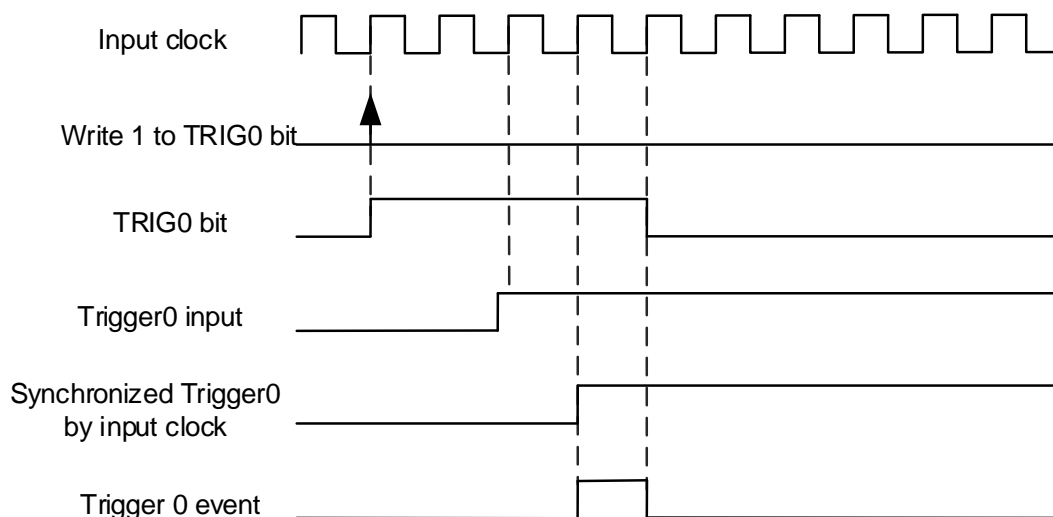 Input clock
Write 1 to TRIG0 bit
TRIG0 bit
Trigger0 input
Synchronized Trigger0
by input clock
Trigger 0 event